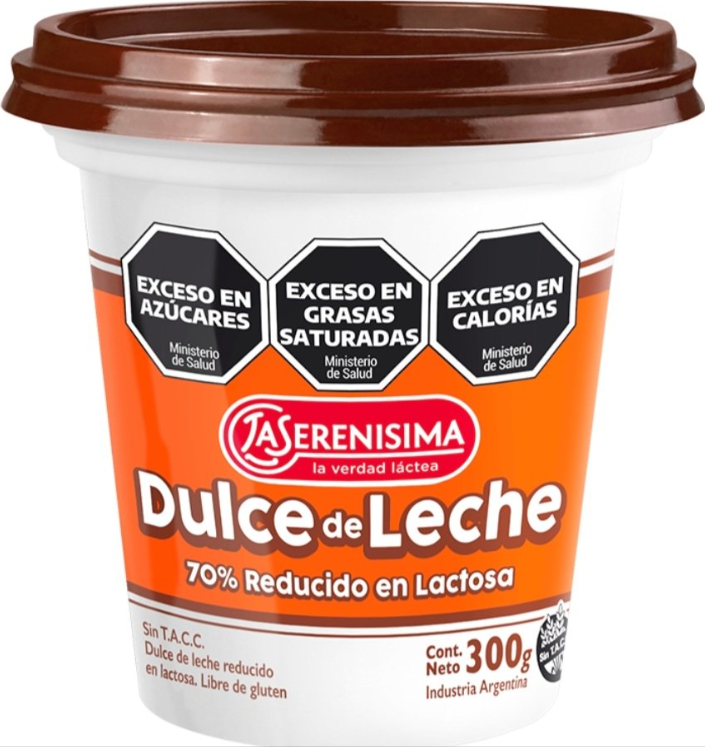 EXCESO EN
AZÚCARES
Ministerio
de Salud
EXCESO EN
GRASAS
SATURADAS
Ministerio
de Salud
EXCESO EN
CALORÍAS
Ministerio
de Salud
LASERENISIMA
la verdad láctea
Dulce de Leche
70% Reducido en Lactosa
Sin T.A.C.C.
Dulce de leche reducido
en lactosa. Libre de gluten
Cont.
Neto 300g
Industria Argentina
Sin T.A.C.C.